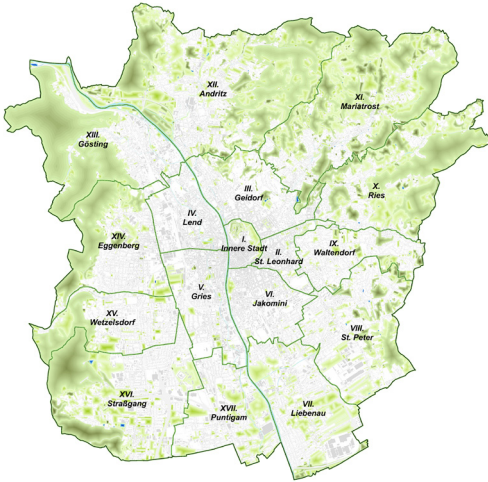 XII.
Andritz
XI.
Mariatrost
XIII.
Gösting
III.
Geidorf
X.
Ries
IV.
Lend
XIV.
Eggenberg
I.
Innere Stadt
II.
St. Leonhard
IX.
Waltendorf
V.
Gries
VI.
Jakomini
XV.
Wetzelsdorf
VIII.
St. Peter
XVI.
Straßgang
XVII.
Puntigam
VII.
Liebenau